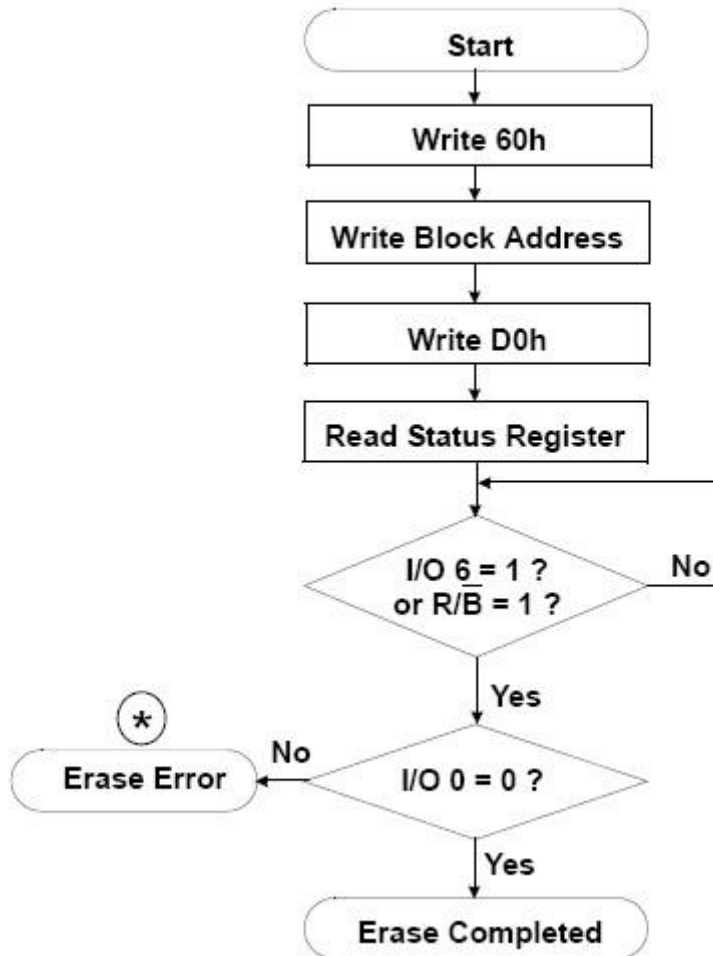 Start
Write 60h
Write Block Address
Write D0h
Read Status Register
I/O 6 = 1 ?
or R/B̅ = 1 ?
No
Yes
*
Erase Error
No
I/O 0 = 0 ?
Yes
Erase Completed